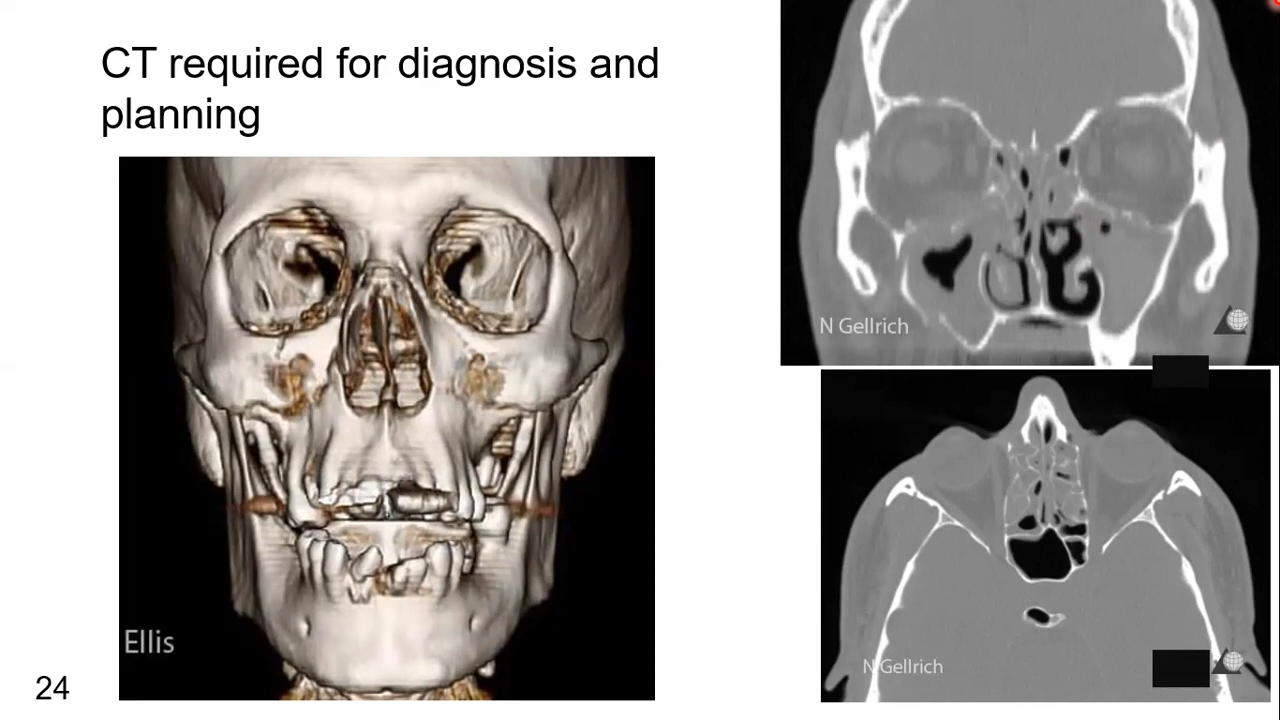 CT required for diagnosis and
planning
N Gellrich
Ellis
N Gellrich
24